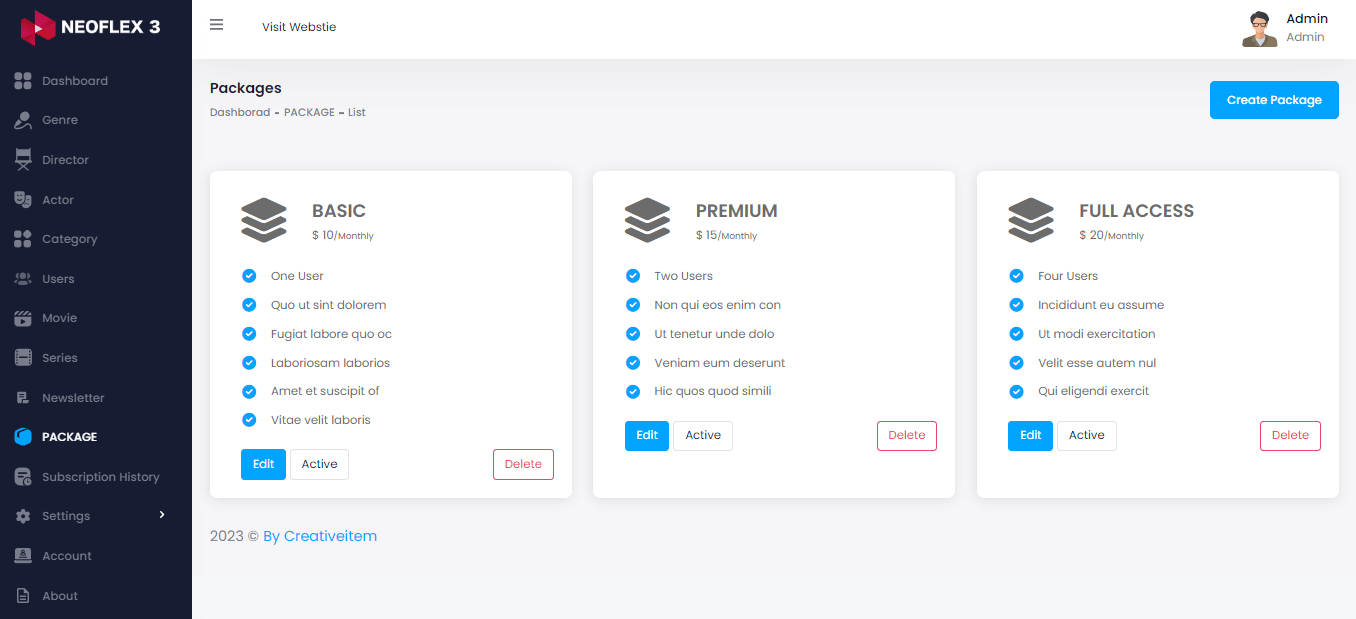 NEOFLEX 3
Visit Webstie
Admin
Admin
Dashboard
Genre
Director
Actor
Category
Users
Movie
Series
Newsletter
PACKAGE
Subscription History
Settings
Account
About
Packages
Dashborad - PACKAGE - List
Create Package
BASIC
$ 10/Monthly
One User
Quo ut sint dolorem
Fugiat labore quo oc
Laboriosam laborios
Amet et suscipit of
Vitae velit laboris
Edit
Active
Delete
PREMIUM
$ 15/Monthly
Two Users
Non qui eos enim con
Ut tenetur unde dolo
Veniam eum deserunt
Hic quos quod simili
Edit
Active
Delete
FULL ACCESS
$ 20/Monthly
Four Users
Incididunt eu assume
Ut modi exercitation
Velit esse autem nul
Qui eligendi exercit
Edit
Active
Delete
2023 © By Creativeitem